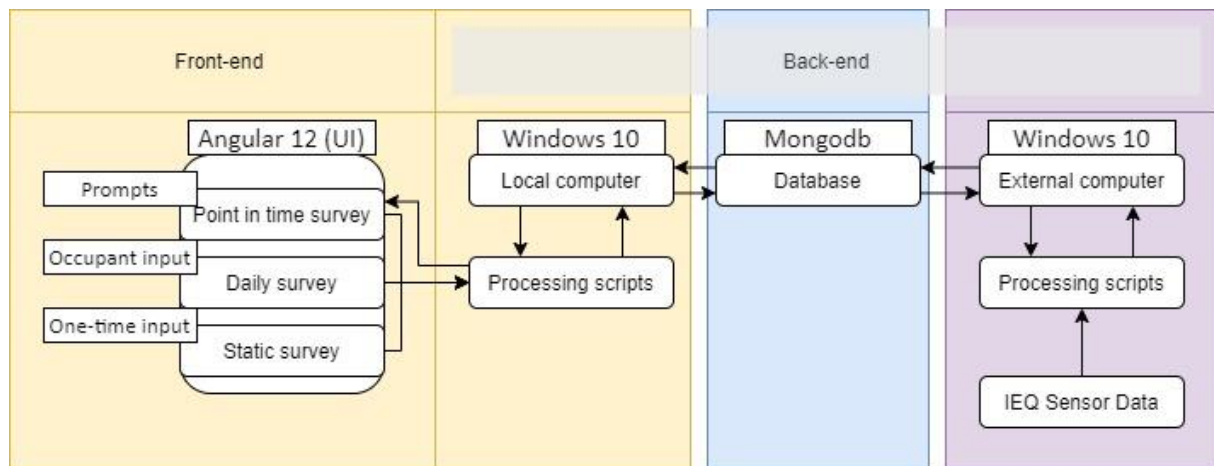 Front-end
Back-end
Angular 12 (UI)
Windows 10
Mongodb
Windows 10
Prompts
Local computer
Database
External computer
Point in time survey
Occupant input
Daily survey
Processing scripts
Processing scripts
One-time input
Static survey
IEQ Sensor Data